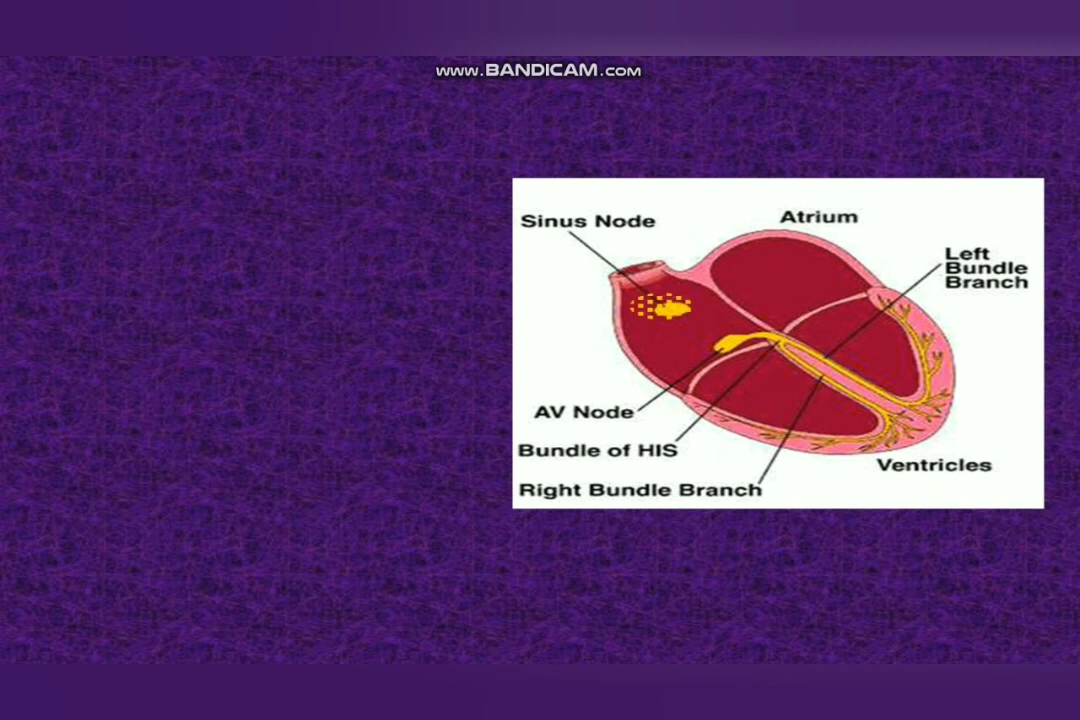 www.BANDICAM.com
Sinus Node
Atrium
Left
Bundle
Branch
AV Node
Bundle of HIS
Ventricles
Right Bundle Branch